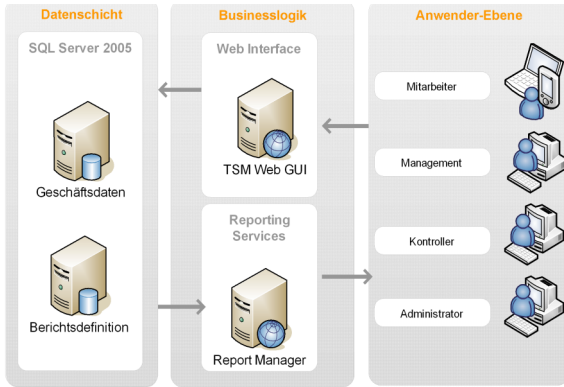 Datenschicht
SQL Server 2005
Geschäftsdaten
Berichtsdefinition
Businesslogik
Web Interface
TSM Web GUI
Reporting
Services
Report Manager
Anwender-Ebene
Mitarbeiter
Management
Kontroller
Administrator